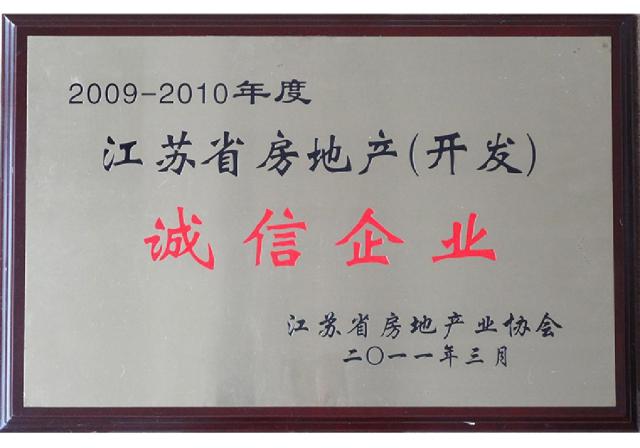 2009-2010年度
江苏省房地产(开发)
诚信企业
江苏省房地产业协会
二〇一一年三月